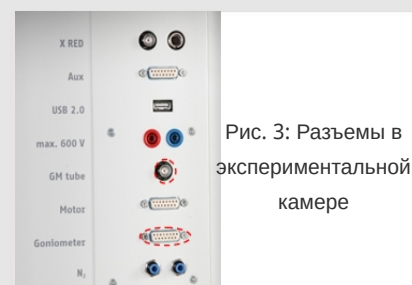 X RED
Aux
USB 2.0
max. 600 V
GM tube
Motor
Goniometer
N₂
Рис. 3: Разъемы в
экспериментальной
камере